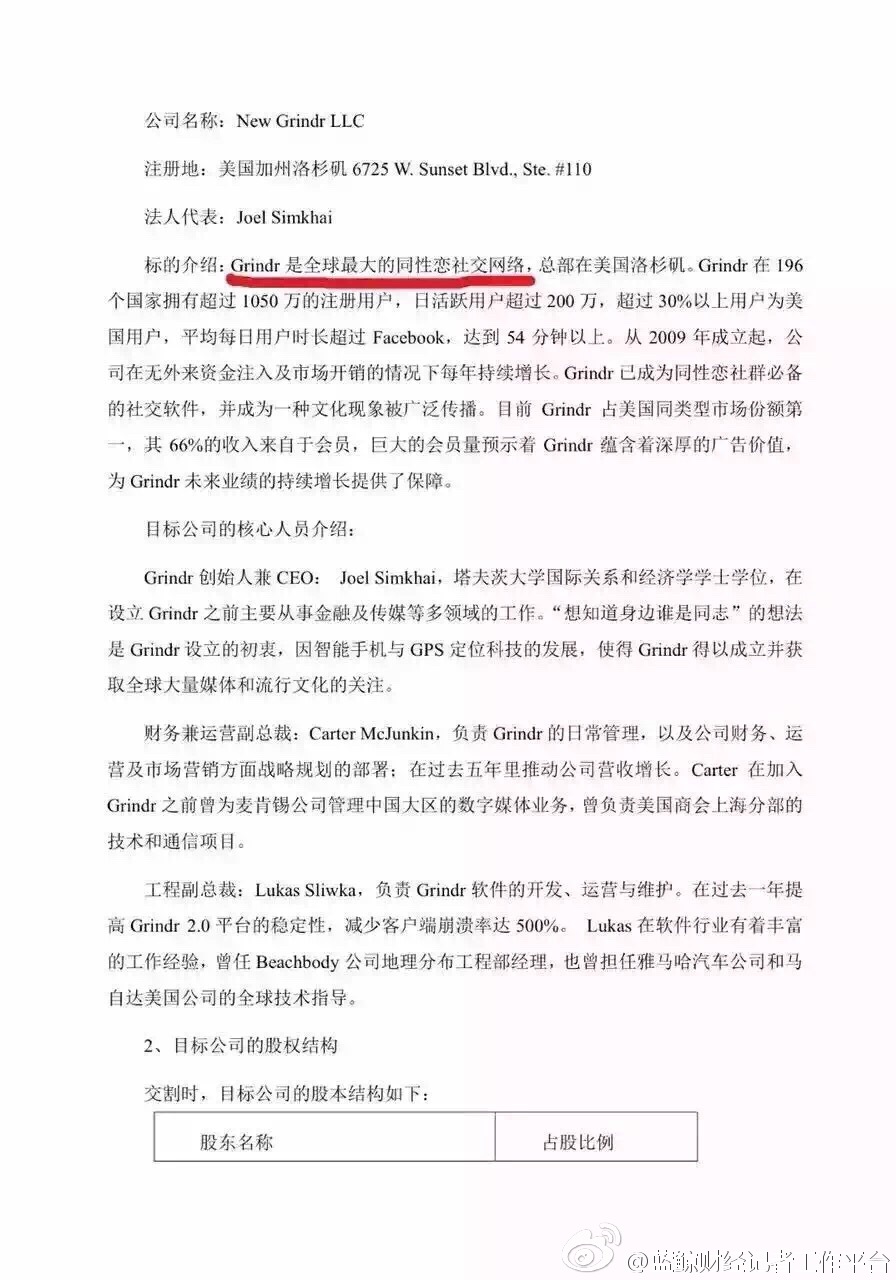 公司名称：New Grindr LLC
注册地：美国加州洛杉矶 6725 W. Sunset Blvd., Ste. #110
法人代表：Joel Simkhai
标的介绍：Grindr 是全球最大的同性恋社交网络，总部在美国洛杉矶。Grindr 在 196
个国家拥有超过 1050 万的注册用户，日活跃用户超过 200 万，超过 30%以上用户为美
国用户，平均每日用户时长超过 Facebook，达到 54 分钟以上。从 2009 年成立起，公
司在无外来资金注入及市场开销的情况下每年持续增长。Grindr 已成为同性恋社群必备
的社交软件，并成为一种文化现象被广泛传播。目前 Grindr 占美国同类型市场份额第
一，其 66%的收入来自于会员，巨大的会员量预示着 Grindr 蕴含着深厚的广告价值，
为 Grindr 未来业绩的持续增长提供了保障。
目标公司的核心人员介绍：
Grindr 创始人兼 CEO： Joel Simkhai，塔夫茨大学国际关系和经济学学士学位，在
设立 Grindr 之前主要从事金融及传媒等多领域的工作。“想知道身边谁是同志”的想法
是 Grindr 设立的初衷，因智能手机与 GPS 定位科技的发展，使得 Grindr 得以成立并获
取全球大量媒体和流行文化的关注。
财务兼运营副总裁：Carter McJunkin，负责 Grindr 的日常管理，以及公司财务、运
营及市场营销方面战略规划的部署；在过去五年里推动公司营收增长。Carter 在加入
Grindr 之前曾为麦肯锡公司管理中国大区的数字媒体业务，曾负责美国商会上海分部的
技术和通信项目。
工程副总裁：Lukas Sliwka，负责 Grindr 软件的开发、运营与维护。在过去一年提
高 Grindr 2.0 平台的稳定性，减少客户端崩溃率达 500%。 Lukas 在软件行业有着丰富
的工作经验，曾任 Beachbody 公司地理分布工程部经理，也曾担任雅马哈汽车公司和马
自达美国公司的全球技术指导。
2、目标公司的股权结构
交割时，目标公司的股本结构如下：
股东名称 占股比例
@蓝鲸财经记者工作平台